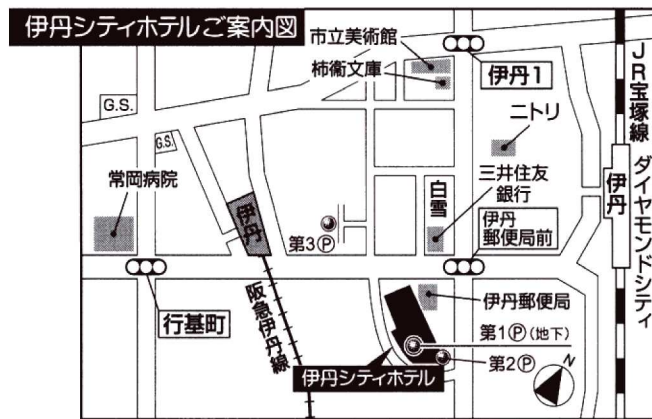 伊丹シティホテルご案内図
市立美術館
柿衞文庫
伊丹1
G.S.
G.S.
ニトリ
常岡病院
三井住友
銀行
白雪
伊丹
伊丹
郵便局前
第3Ⓟ
伊丹
JR宝塚線
ダイヤモンドシティ
行基町
阪急伊丹線
伊丹郵便局
第1Ⓟ(地下)
第2Ⓟ
伊丹シティホテル
N